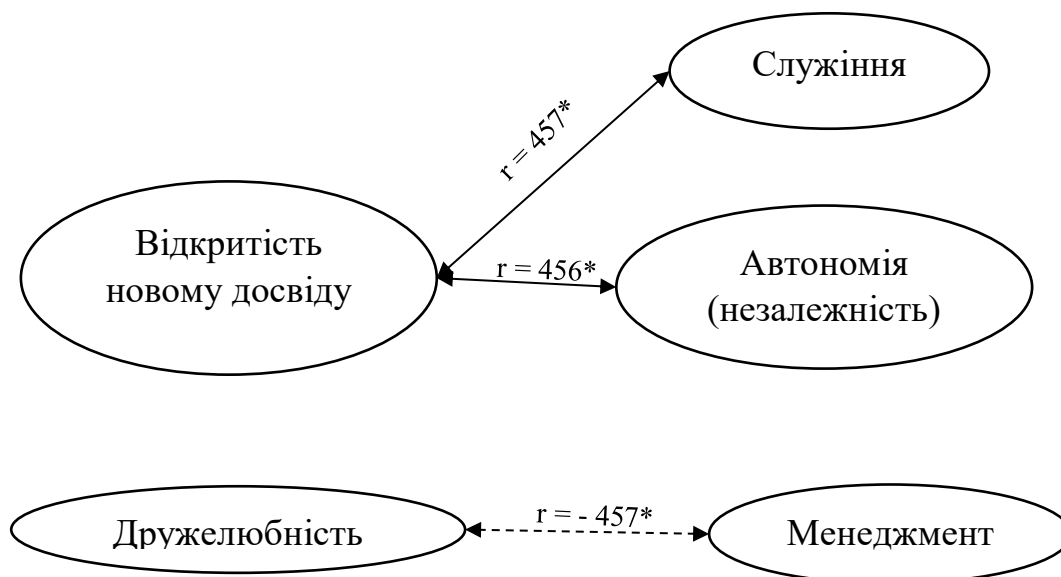 Служіння
r = 457*
Відкритість
новому досвіду
r = 456*
Автономія
(незалежність)
Дружелюбність
r = - 457*
Менеджмент